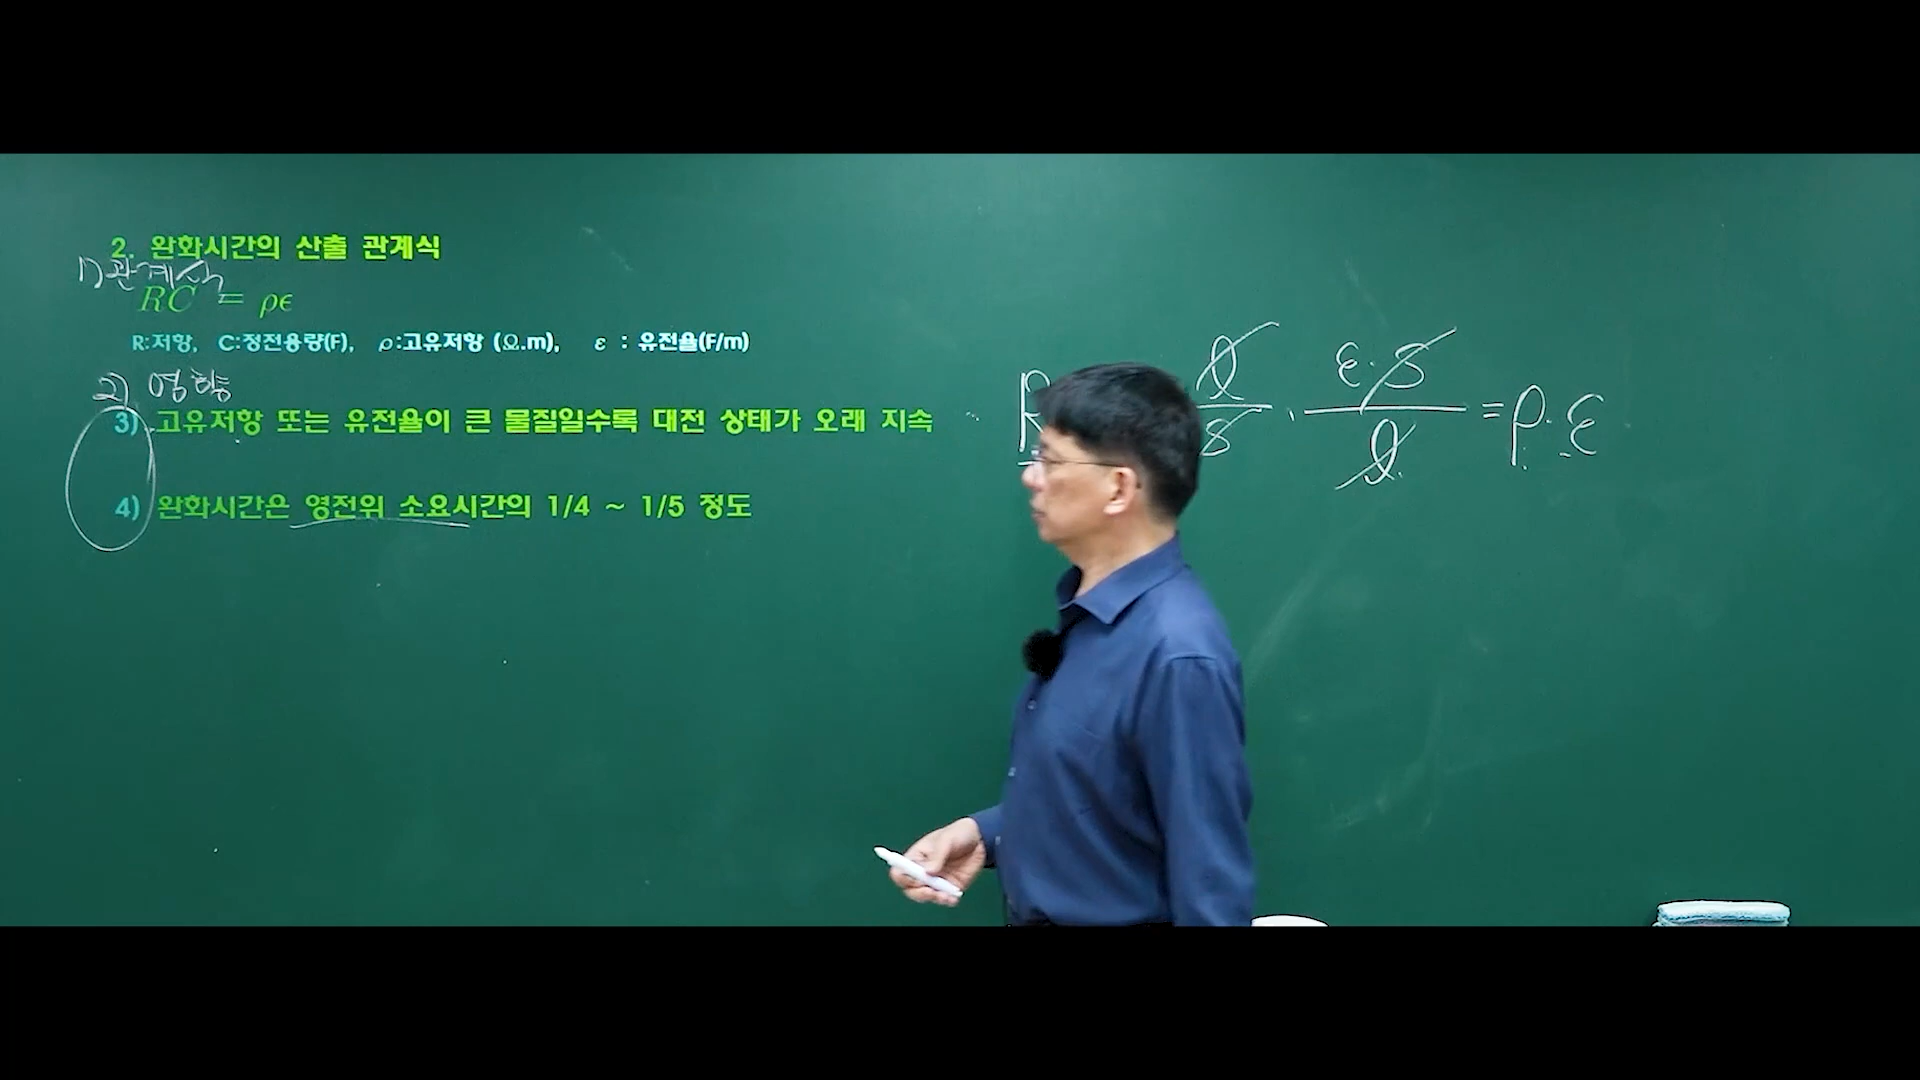 2. 완화시간의 산출 관계식
1) 관계식
RC = ρϵ
R:저항, C:정전용량(F), ρ:고유저항 (Ω.m), ε : 유전율(F/m)
2) 영향
3) 고유저항 또는 유전율이 큰 물질일수록 대전 상태가 오래 지속
4) 완화시간은 영전위 소요시간의 1/4 ~ 1/5 정도
R
l/s · ε·S/l = ρ·ε